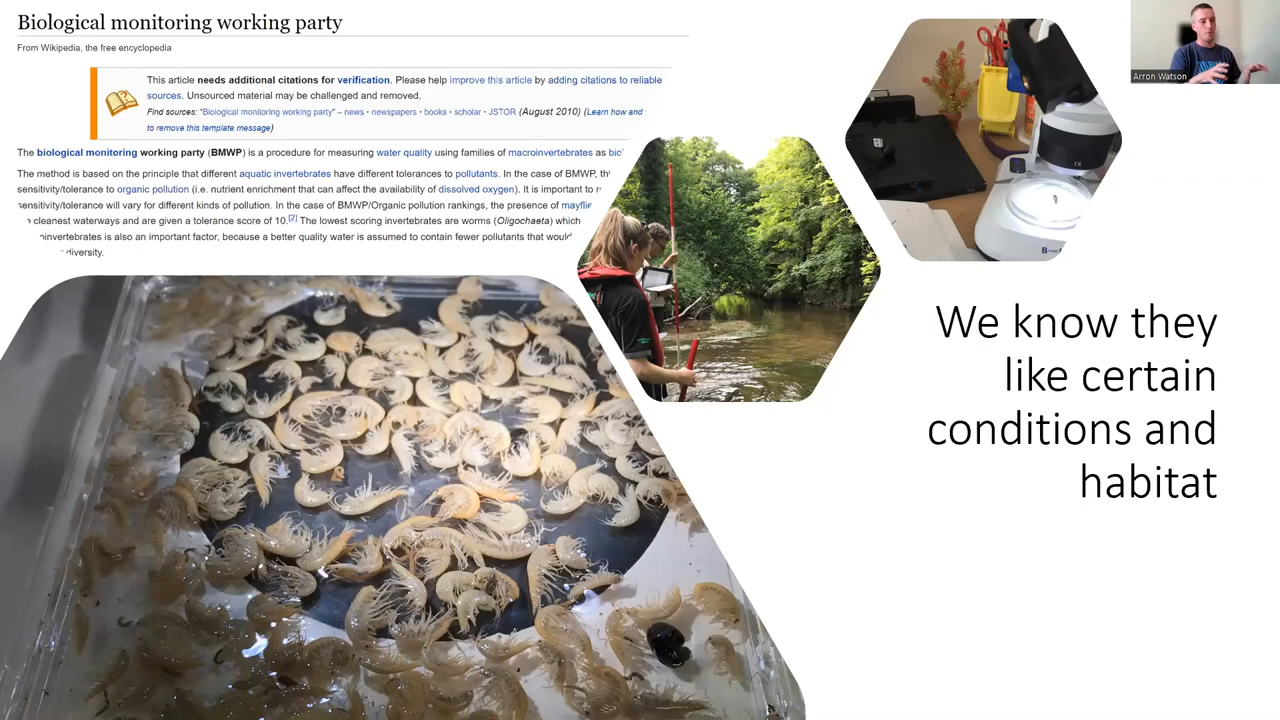 Biological monitoring working party
From Wikipedia, the free encyclopedia
This article needs additional citations for verification. Please help improve this article by adding citations to reliable
sources. Unsourced material may be challenged and removed.
Find sources: "Biological monitoring working party" – news · newspapers · books · scholar · JSTOR (August 2010) (Learn how and
to remove this template message)
The biological monitoring working party (BMWP) is a procedure for measuring water quality using families of macroinvertebrates as
The method is based on the principle that different aquatic invertebrates have different tolerances to pollutants. In the case of BMWP,
sensitivity/tolerance to organic pollution (i.e. nutrient enrichment that can affect the availability of dissolved oxygen). It is important to
sensitivity/tolerance will vary for different kinds of pollution. In the case of BMWP/Organic pollution rankings, the presence of
cleanest waterways and are given a tolerance score of 10.[2] The lowest scoring invertebrates are worms (Oligochaeta) which
is also an important factor, because a better quality water is assumed to contain fewer pollutants that would
diversity.
Arron Watson
1X
We know they
like certain
conditions and
habitat